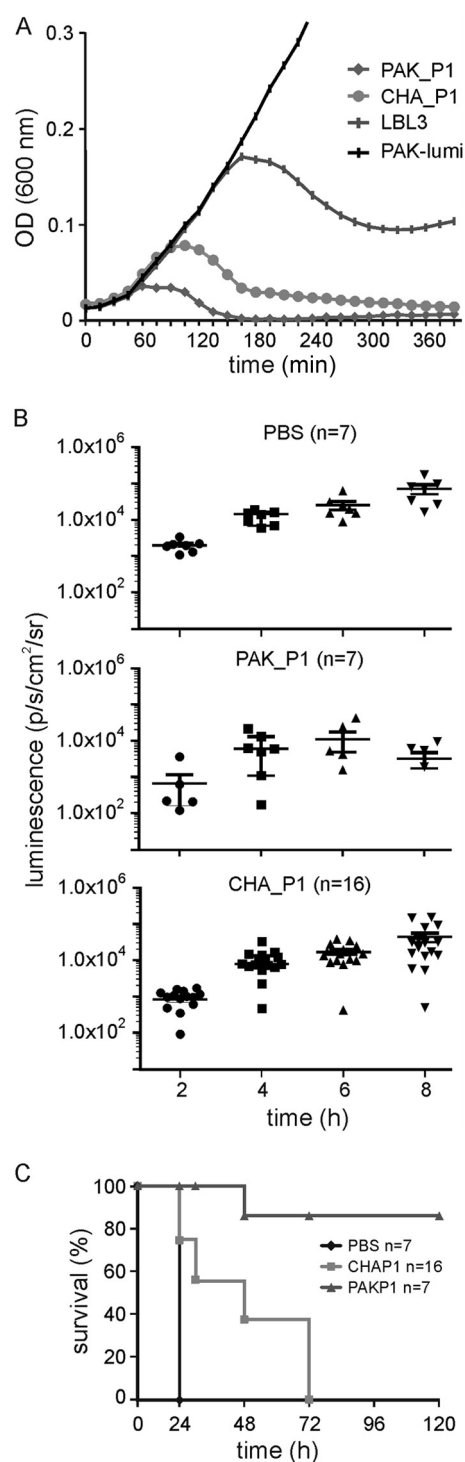 A
OD (600 nm)
0.3
0.2
0.1
0
PAK_P1
CHA_P1
LBL3
PAK-lumi
0 60 120 180 240 300 360
time (min)
B
luminescence (p/s/cm²/sr)
PBS (n=7)
1.0x10⁶
1.0x10⁴
1.0x10²
PAK_P1 (n=7)
1.0x10⁶
1.0x10⁴
1.0x10²
CHA_P1 (n=16)
1.0x10⁶
1.0x10⁴
1.0x10²
2 4 6 8
time (h)
C
survival (%)
100
80
60
40
20
0
PBS n=7
CHAP1 n=16
PAKP1 n=7
0 24 48 72 96 120
time (h)